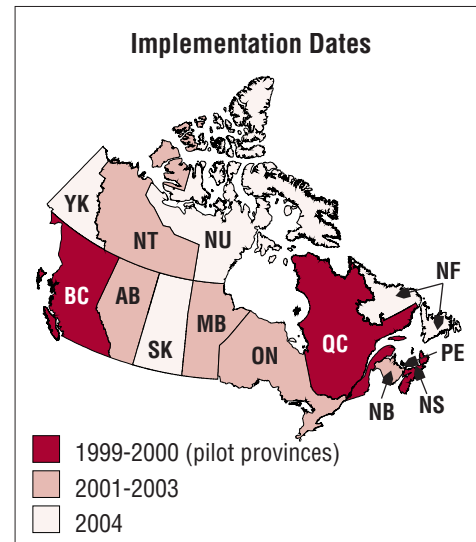 Implementation Dates
YK
NT
NU
NF
BC
AB
SK
MB
ON
QC
PE
NB
NS
1999-2000 (pilot provinces)
2001-2003
2004